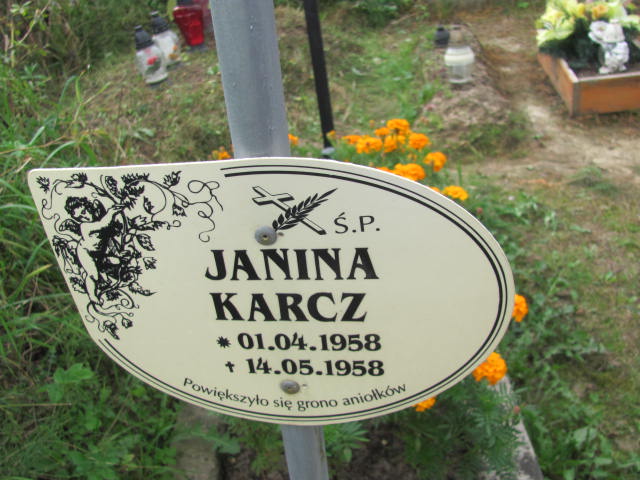 Ś.P.
JANINA
KARCZ
* 01.04.1958
† 14.05.1958
Powiększyło się grono aniołków